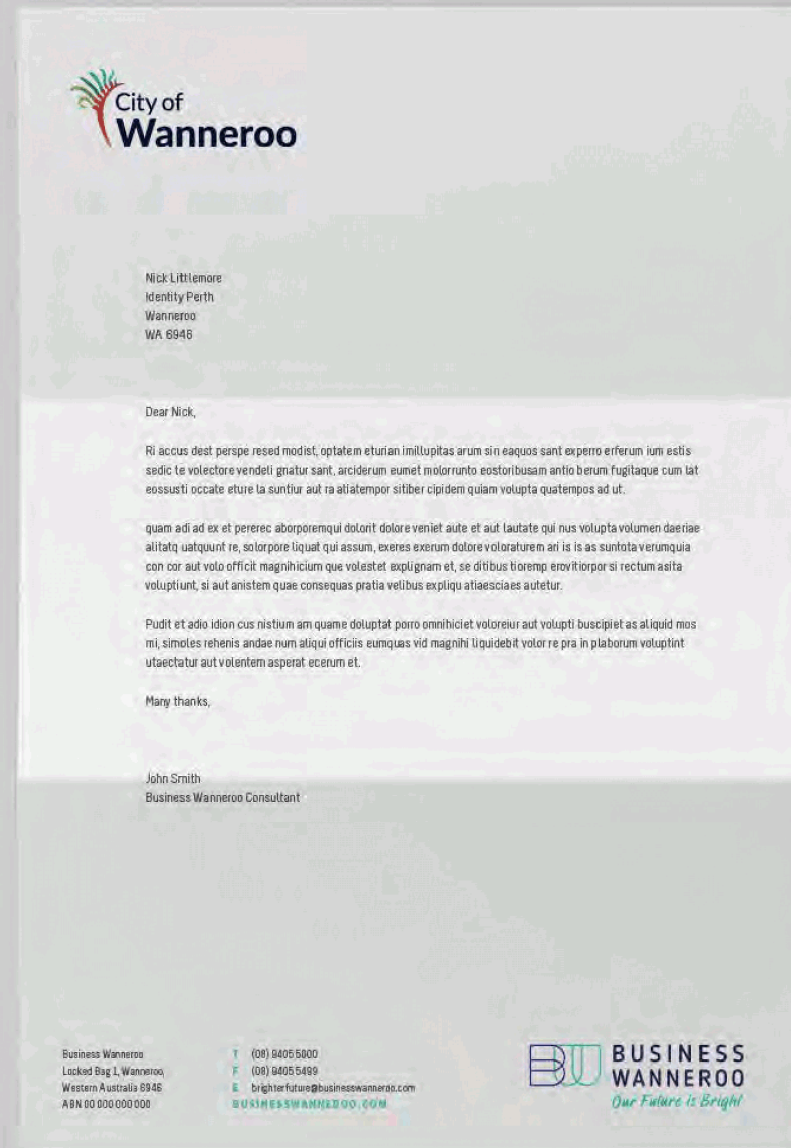 City of
Wanneroo
Nick Littlemore
Identity Perth
Wanneroo
WA 6946
Dear Nick,
Ri accus dest perspe resed modist, optatem eturian imillupitas arum sin eaquos sant experro erferum ium estis
sedic te volectore vendeli gnatur sant, arciderum eumet molorrunto eostoribusam antio berum fugitaque cum lat
eossusti occate eture la suntiur aut ra aliatempor sitiber cipidem quiam volupta quatempos ad ut.
quam adi ad ex et pererec aborporemqui dolorit dolore veniet aute et aut lautate qui nus volupta volumen daeriae
alitatq uatquunt re, solorpore liquat qui assum, exeres exerum dolore voloraturem ari is is as suntota verumquia
con cor aut volo officit magnihicium que volestet explignam et, se ditibus tioremp erovitiorpor si rectum asita
voluptiunt, si aut anistem quae consequas pratia velibus expliqu atiaesciaes autetur.
Pudit et adio idion cus nistium am quame doluptat porro omnihiciet voloreiur aut volupti buscipiet as aliquid mos
mi, simoles rehenis andae num aliqui officiis eumquas vid magnihi liquidebit volor re pra in plaborum voluptint
utaectatur aut volentem asperat ecerum et.
Many thanks,
John Smith
Business Wanneroo Consultant
Business Wanneroo
Locked Bag 1, Wanneroo,
Western Australia 6946
ABN 00 000 000 000
T (08) 9405 5000
F (08) 9405 5499
E brighterfuture@businesswanneroo.com
BUSINESSWANNEROO.COM
BW BUSINESS
WANNEROO
Our Future is Bright